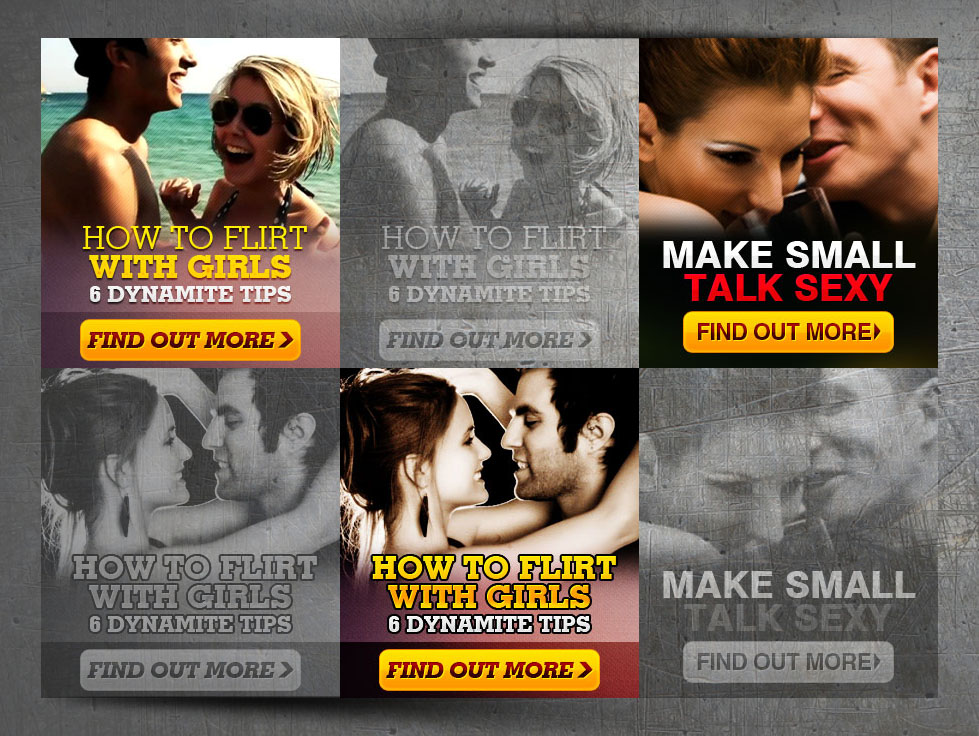 HOW TO FLIRT
WITH GIRLS
6 DYNAMITE TIPS
FIND OUT MORE >
HOW TO FLIRT
WITH GIRLS
6 DYNAMITE TIPS
FIND OUT MORE >
MAKE SMALL
TALK SEXY
FIND OUT MORE
HOW TO FLIRT
WITH GIRLS
6 DYNAMITE TIPS
FIND OUT MORE >
HOW TO FLIRT
WITH GIRLS
6 DYNAMITE TIPS
FIND OUT MORE >
MAKE SMALL
TALK SEXY
FIND OUT MORE